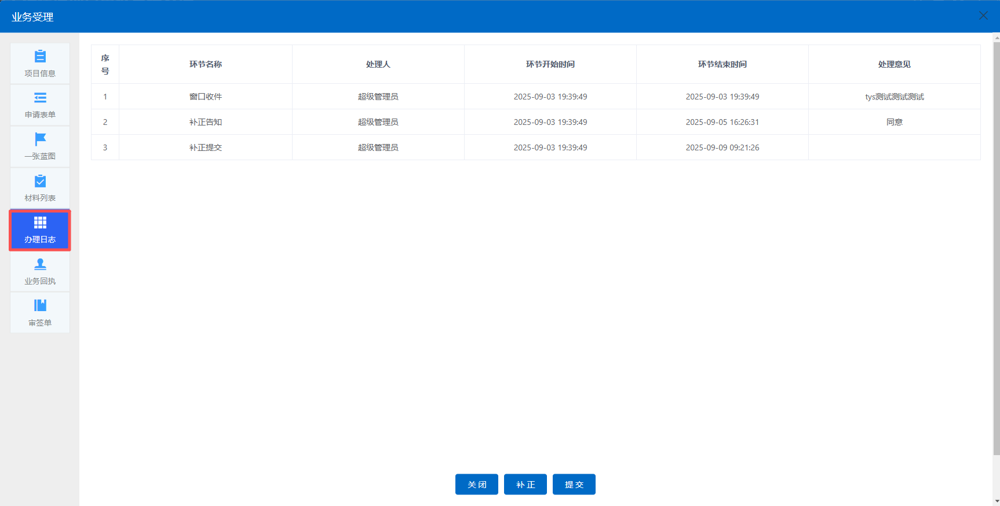 业务受理
项目信息
申请表单
一张蓝图
材料列表
办理日志
业务回执
审签单
序号 环节名称 处理人 环节开始时间 环节结束时间 处理意见
1 窗口收件 超级管理员 2025-09-03 19:39:49 2025-09-03 19:39:49 tys测试测试测试
2 补正告知 超级管理员 2025-09-03 19:39:49 2025-09-05 16:26:31 同意
3 补正提交 超级管理员 2025-09-03 19:39:49 2025-09-09 09:21:26
关闭 补正 提交